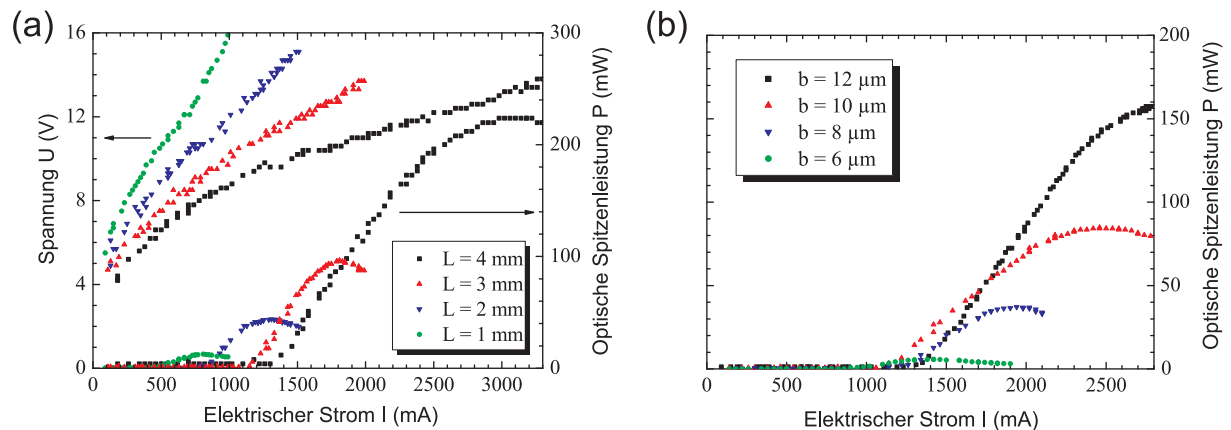 (a)
16
12
8
4
0
Spannung U (V)
300
200
100
0
Optische Spitzenleistung P (mW)
L = 4 mm
L = 3 mm
L = 2 mm
L = 1 mm
0 500 1000 1500 2000 2500 3000
Elektrischer Strom I (mA)
(b)
b = 12 µm
b = 10 µm
b = 8 µm
b = 6 µm
200
150
100
50
0
Optische Spitzenleistung P (mW)
0 500 1000 1500 2000 2500
Elektrischer Strom I (mA)